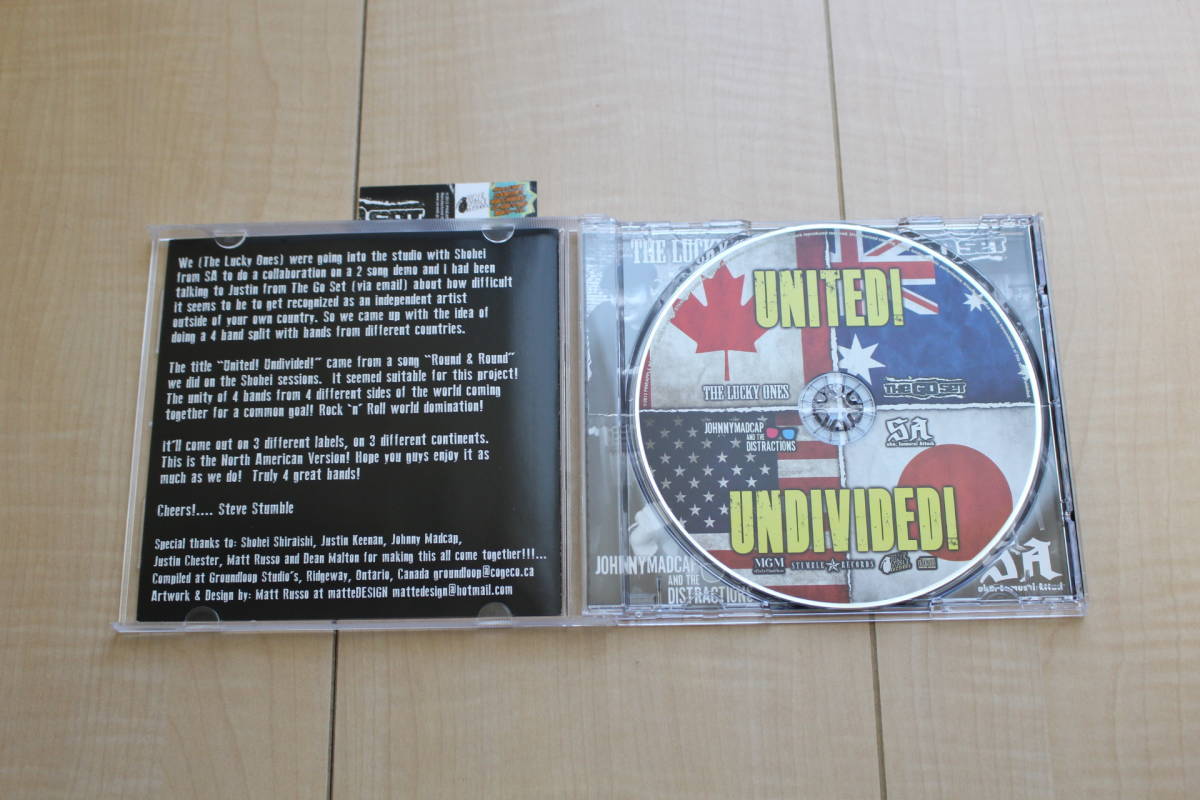 We (The Lucky Ones) were going into the studio with Shohei
from SA to do a collaboration on a 2 song demo and I had been
talking to Justin from The Go Set (via email) about how difficult
it seems to be to get recognized as an independent artist
outside of your own country. So we came up with the idea of
doing a 4 band split with bands from different countries.
The title "United! Undivided!" came from a song "Round & Round"
we did on the Shohei sessions. It seemed suitable for this project!
The unity of 4 bands from 4 different sides of the world coming
together for a common goal! Rock "n" Roll world domination!
It'll come out on 3 different labels, on 3 different continents.
This is the North American Version! Hope you guys enjoy it as
much as we do! Truly 4 great bands!
Cheers!.... Steve Stumble
Special thanks to: Shohei Shiraishi, Justin Keenan, Johnny Madcap,
Justin Chester, Matt Russo and Dean Malton for making this all come together!!!...
Compiled at Groundloop Studio's, Ridgeway, Ontario, Canada groundloop@cogeco.ca
Artwork & Design by: Matt Russo at matteDESIGN mattedesign@hotmail.com
THE LUCKY O
SET
UNITED!
THE LUCKY ONES
THE GO SET
JOHNNYMADCAP
AND THE
DISTRACTIONS
SA
aka. Samurai Attack
UNDIVIDED!
MGM
STUMBLE RECORDS
JOHNNYMADCAP
AND THE
DISTRACTIONS
SA